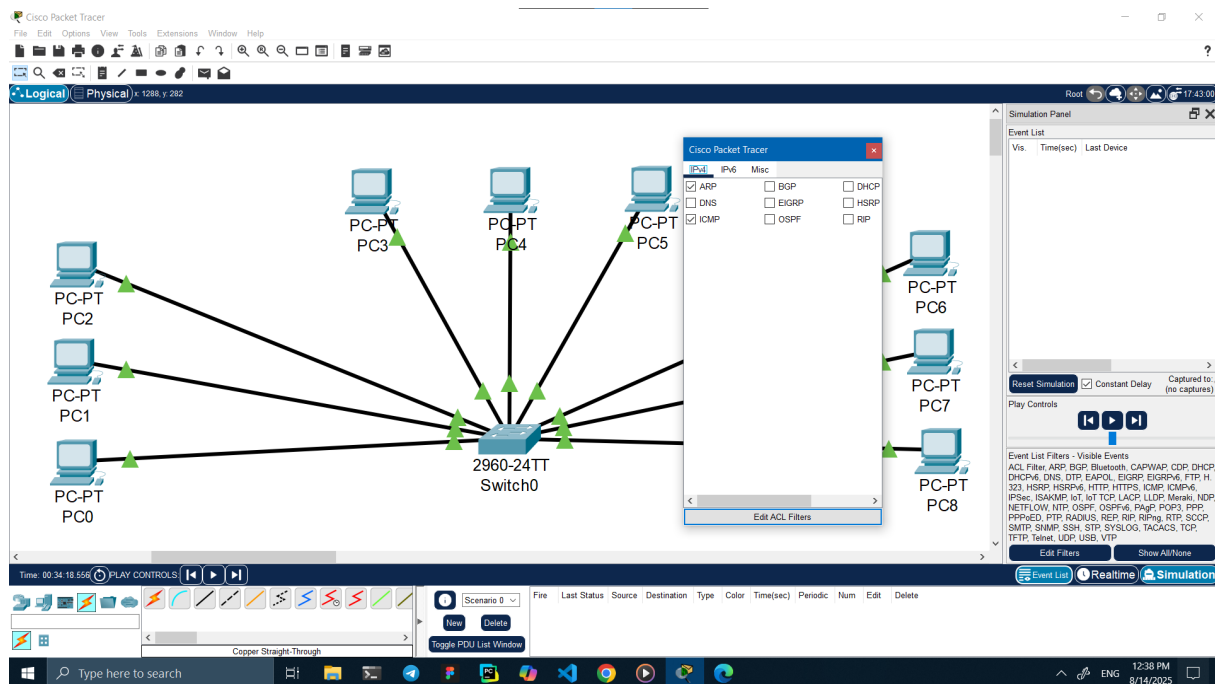 Cisco Packet Tracer
File Edit Options View Tools Extensions Window Help
?
Logical Physical x: 1288, y: 282 Root 17:43:00
Simulation Panel
Event List
Vis. Time(sec) Last Device
Cisco Packet Tracer
IPv4 IPv6 Misc
ARP BGP DHCP
DNS EIGRP HSRP
ICMP OSPF RIP
Edit ACL Filters
PC-PT
PC3
PC-PT
PC4
PC-PT
PC5
PC-PT
PC2
PC-PT
PC6
PC-PT
PC1
PC-PT
PC7
PC-PT
PC0
PC-PT
PC8
2960-24TT
Switch0
Reset Simulation Constant Delay Captured to:
(no captures)
Play Controls
Event List Filters - Visible Events
ACL Filter, ARP, BGP, Bluetooth, CAPWAP, CDP, DHCP,
DHCPv6, DNS, DTP, EAPOL, EIGRP, EIGRPv6, FTP, H.
323, HSRP, HSRPv6, HTTP, HTTPS, ICMP, ICMPv6,
IPSec, ISAKMP, IoT, IoT TCP, LACP, LLDP, Meraki, NDP,
NETFLOW, NTP, OSPF, OSPFv6, PAgP, POP3, PPP,
PPPoED, PTP, RADIUS, REP, RIP, RIPng, RTP, SCCP,
SMTP, SNMP, SSH, STP, SYSLOG, TACACS, TCP,
TFTP, Telnet, UDP, USB, VTP
Edit Filters Show All/None
Time: 00:34:18.556 PLAY CONTROLS: Event List Realtime Simulation
Scenario 0
New Delete
Toggle PDU List Window
Fire Last Status Source Destination Type Color Time(sec) Periodic Num Edit Delete
Copper Straight-Through
Type here to search
ENG
12:38 PM
8/14/2025